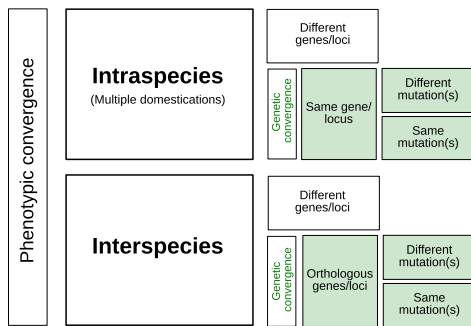 Phenotypic convergence
Intraspecies
(Multiple domestications)
Different
genes/loci
Genetic
convergence
Same gene/
locus
Different
mutation(s)
Same
mutation(s)
Interspecies
Different
genes/loci
Genetic
convergence
Orthologous
genes/loci
Different
mutation(s)
Same
mutation(s)